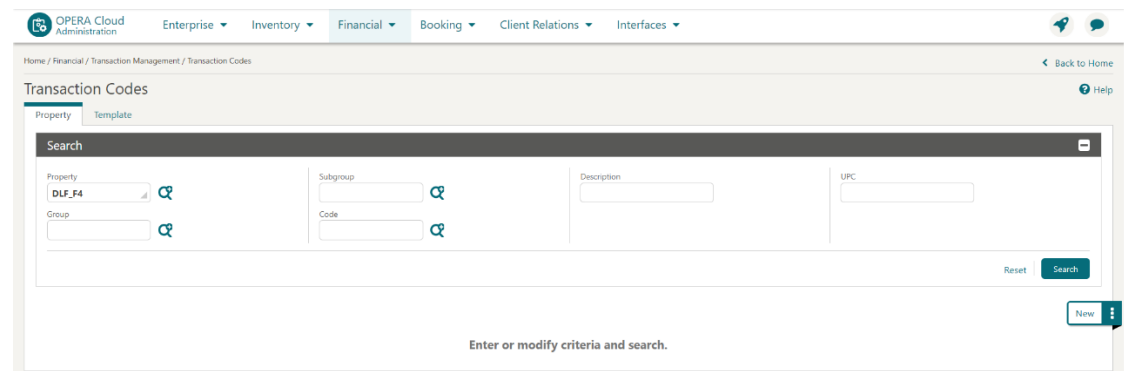 OPERA Cloud
Administration
Enterprise
Inventory
Financial
Booking
Client Relations
Interfaces
Home / Financial / Transaction Management / Transaction Codes
Back to Home
Transaction Codes
Help
Property
Template
Search
Property
Subgroup
Description
UPC
DLF_F4
Group
Code
Reset
Search
New
Enter or modify criteria and search.